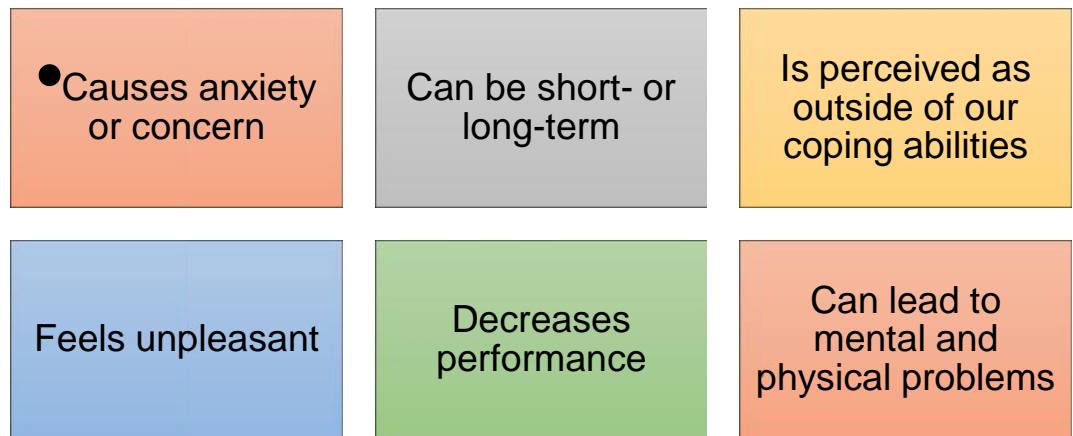 •Causes anxiety
or concern
Can be short- or
long-term
Is perceived as
outside of our
coping abilities
Feels unpleasant
Decreases
performance
Can lead to
mental and
physical problems